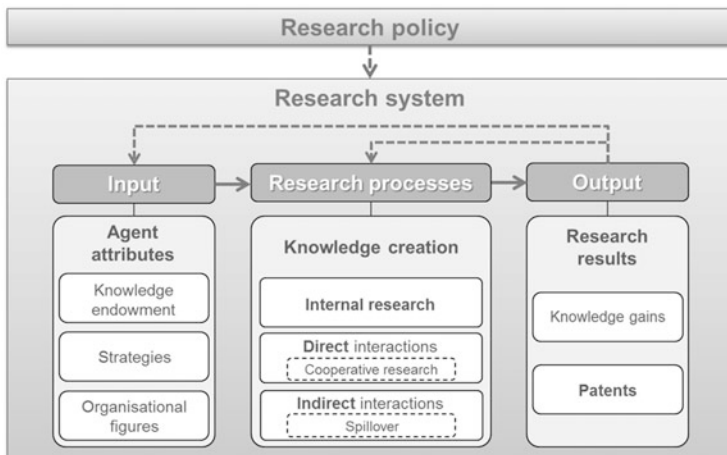 Research policy
Research system
Input
Research processes
Output
Agent
attributes
Knowledge
endowment
Strategies
Organisational
figures
Knowledge creation
Internal research
Direct interactions
Cooperative research
Indirect interactions
Spillover
Research
results
Knowledge gains
Patents